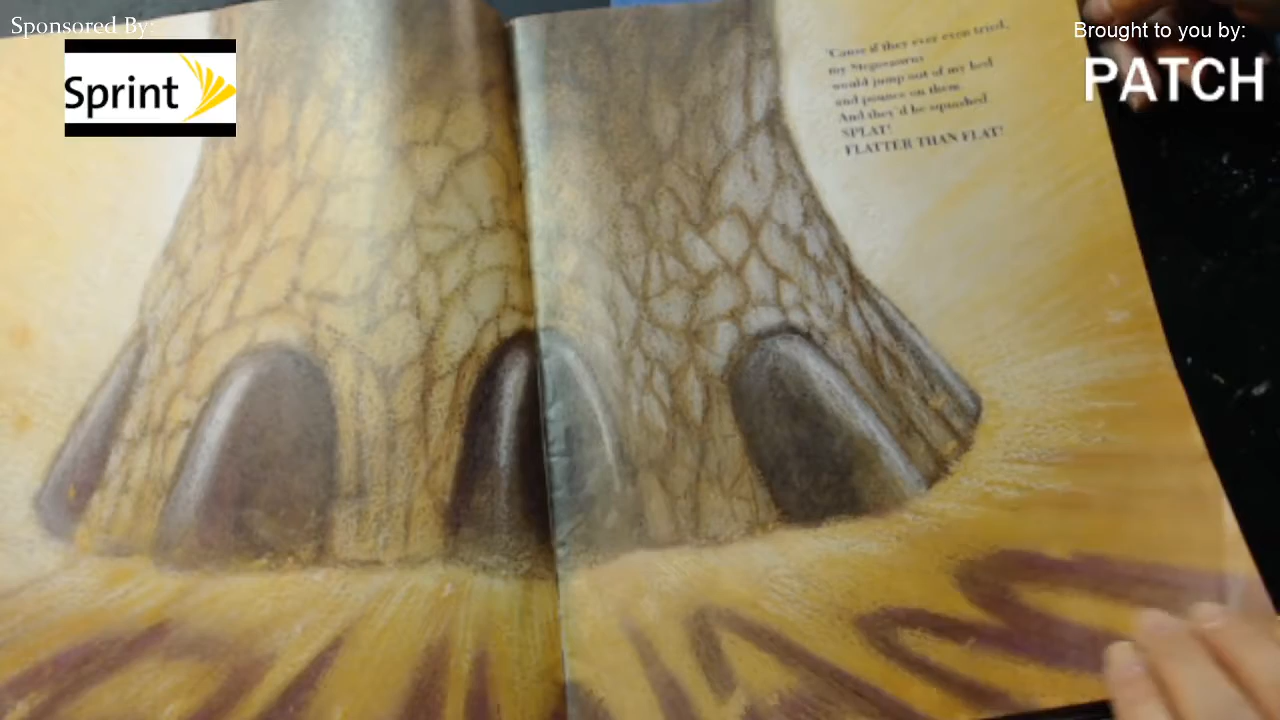 Sponsored By:
Sprint
Brought to you by:
PATCH
'Cause if they ever even tried,
my Stegosaurus
would jump out of my bed
and pounce on them.
And they'd be squashed
SPLAT!
FLATTER THAN FLAT!